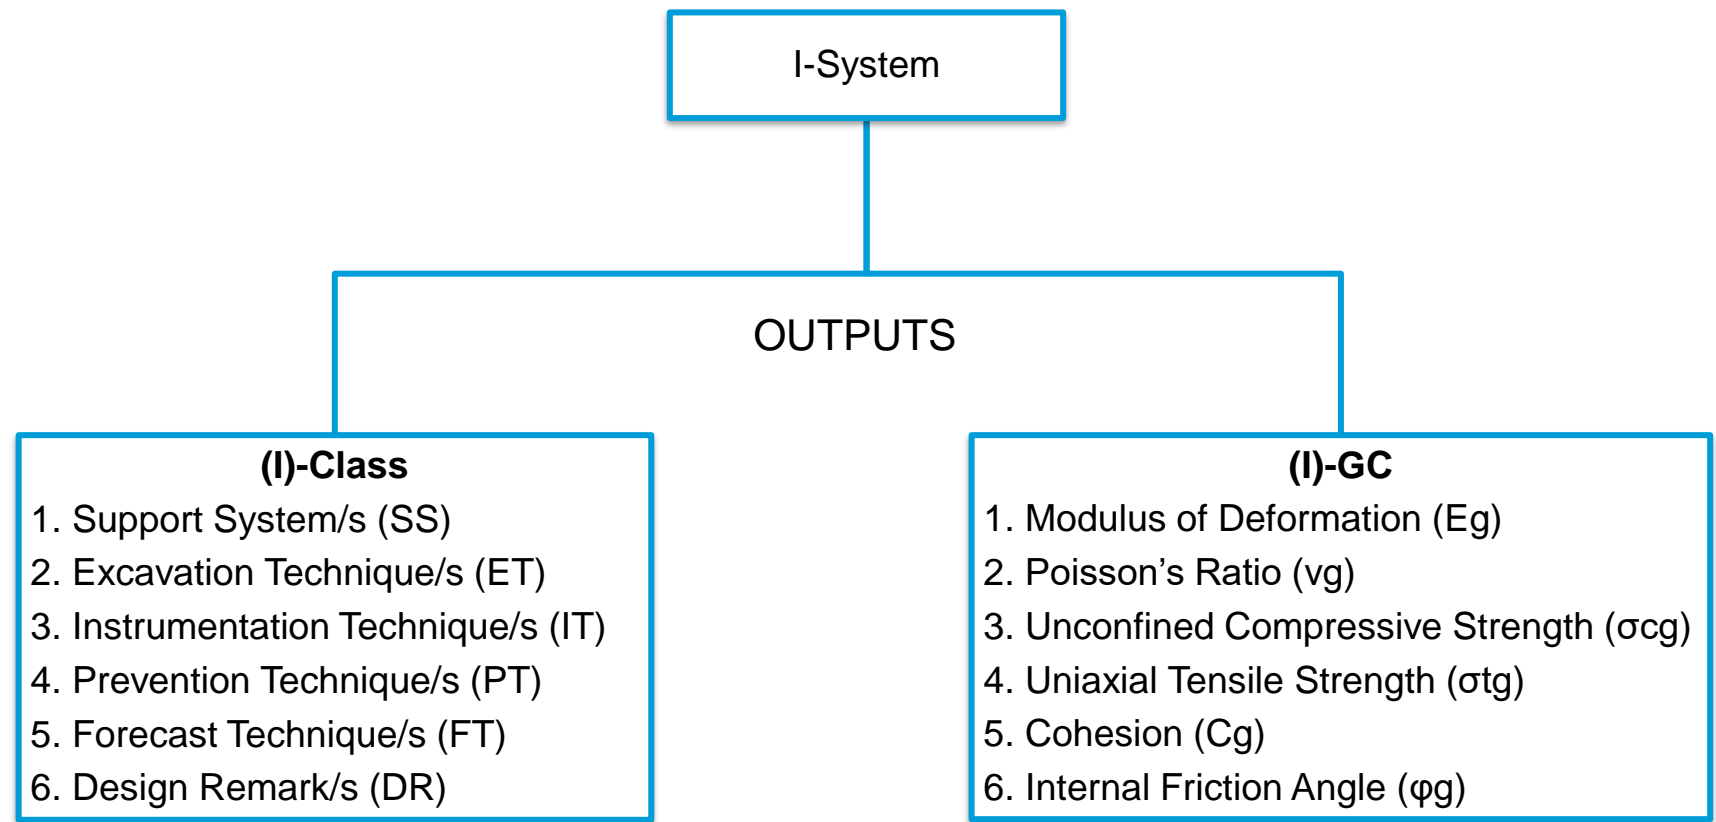 I-System
OUTPUTS
(I)-Class
1. Support System/s (SS)
2. Excavation Technique/s (ET)
3. Instrumentation Technique/s (IT)
4. Prevention Technique/s (PT)
5. Forecast Technique/s (FT)
6. Design Remark/s (DR)
(I)-GC
1. Modulus of Deformation (Eg)
2. Poisson’s Ratio (vg)
3. Unconfined Compressive Strength (σcg)
4. Uniaxial Tensile Strength (σtg)
5. Cohesion (Cg)
6. Internal Friction Angle (φg)